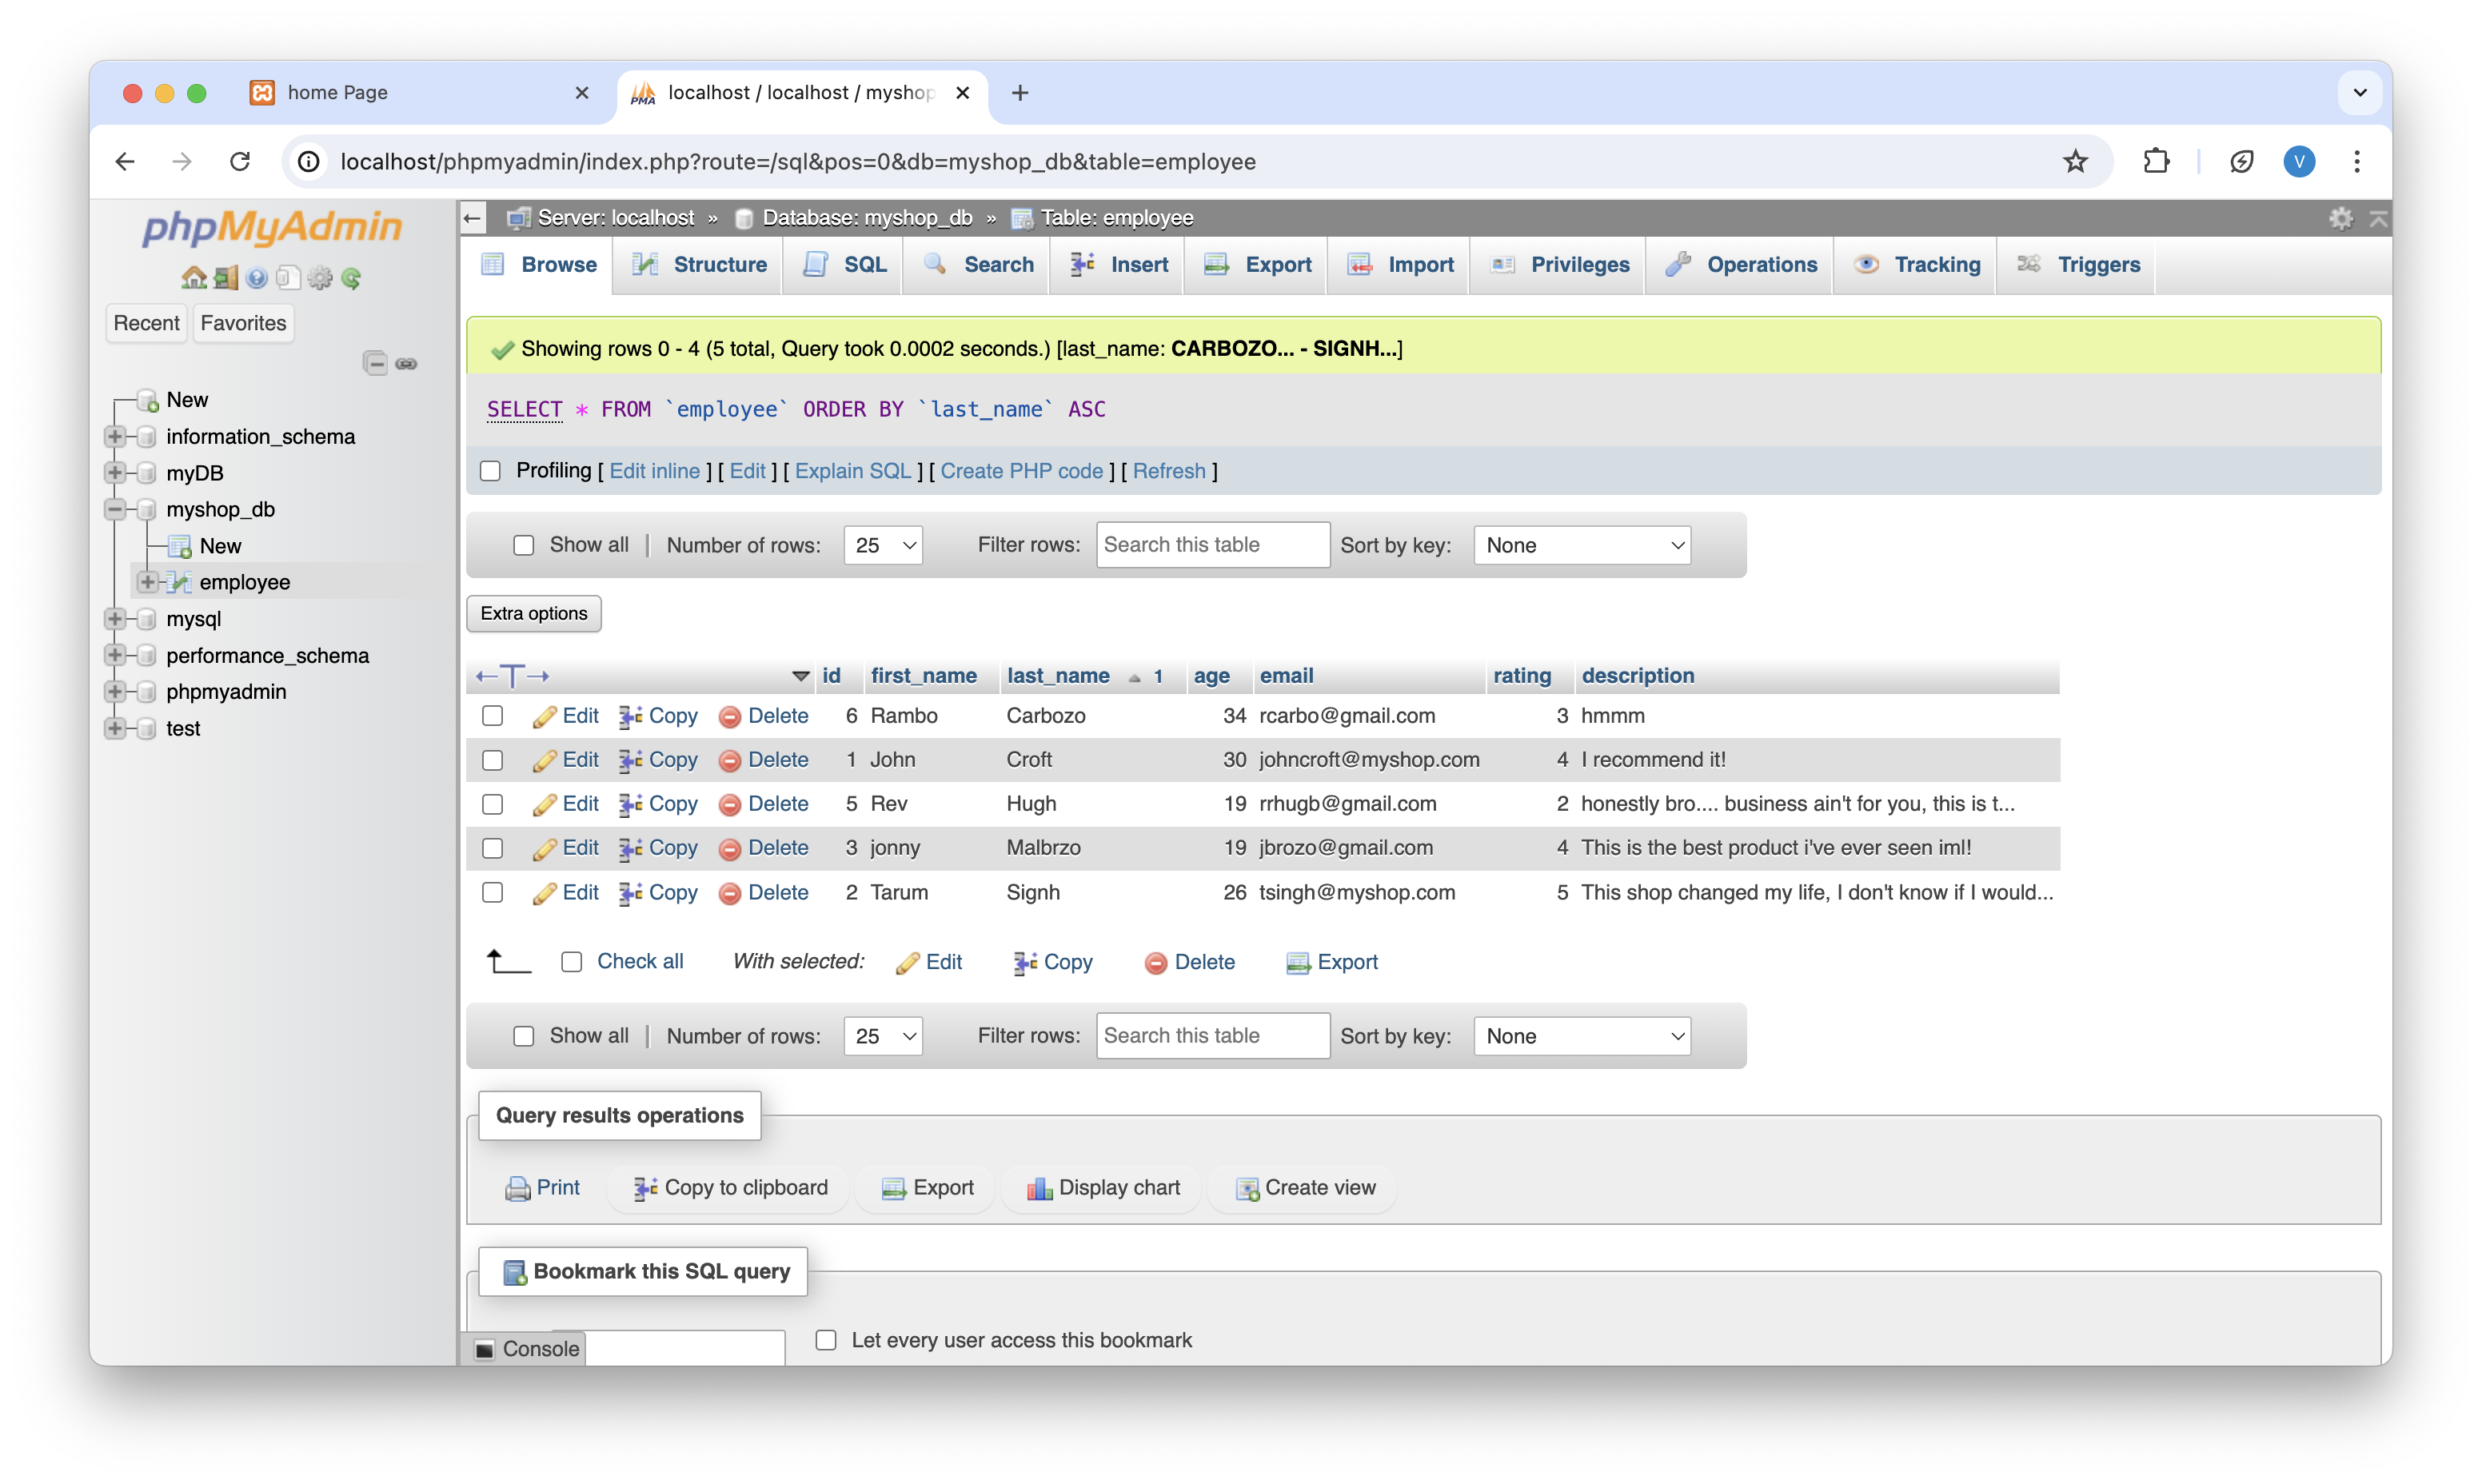 home Page
localhost / localhost / myshop
localhost/phpmyadmin/index.php?route=/sql&pos=0&db=myshop_db&table=employee
V
phpMyAdmin
Recent Favorites
New
information_schema
myDB
myshop_db
New
employee
mysql
performance_schema
phpmyadmin
test
Server: localhost » Database: myshop_db » Table: employee
Browse Structure SQL Search Insert Export Import Privileges Operations Tracking Triggers
Showing rows 0 - 4 (5 total, Query took 0.0002 seconds.) [last_name: CARBOZO... - SIGNH...]
SELECT * FROM `employee` ORDER BY `last_name` ASC
Profiling [ Edit inline ] [ Edit ] [ Explain SQL ] [ Create PHP code ] [ Refresh ]
Show all | Number of rows: 25 Filter rows: Search this table Sort by key: None
Extra options
←T→ id first_name last_name 1 age email rating description
Edit Copy Delete 6 Rambo Carbozo 34 rcarbo@gmail.com 3 hmmm
Edit Copy Delete 1 John Croft 30 johncroft@myshop.com 4 I recommend it!
Edit Copy Delete 5 Rev Hugh 19 rrhugb@gmail.com 2 honestly bro.... business ain't for you, this is t...
Edit Copy Delete 3 jonny Malbrzo 19 jbrozo@gmail.com 4 This is the best product i've ever seen iml!
Edit Copy Delete 2 Tarum Signh 26 tsingh@myshop.com 5 This shop changed my life, I don't know if I would...
Check all With selected: Edit Copy Delete Export
Show all | Number of rows: 25 Filter rows: Search this table Sort by key: None
Query results operations
Print Copy to clipboard Export Display chart Create view
Bookmark this SQL query
Console Let every user access this bookmark